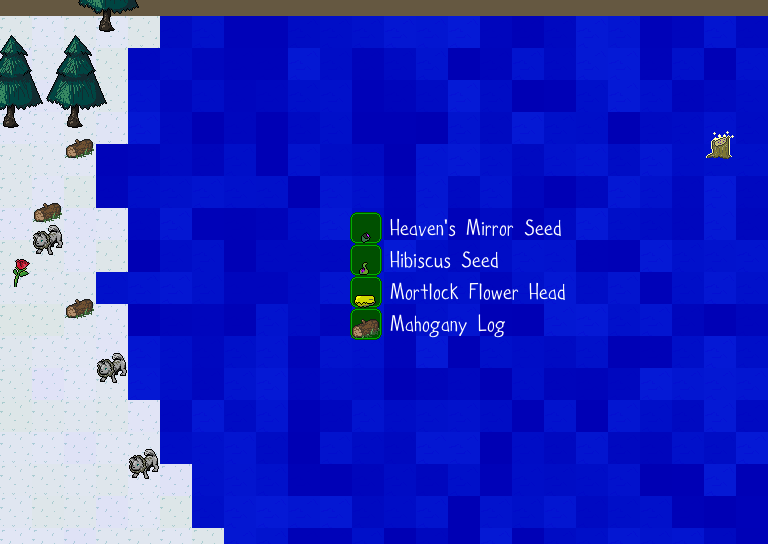 Heaven's Mirror Seed
Hibiscus Seed
Mortlock Flower Head
Mahogany Log